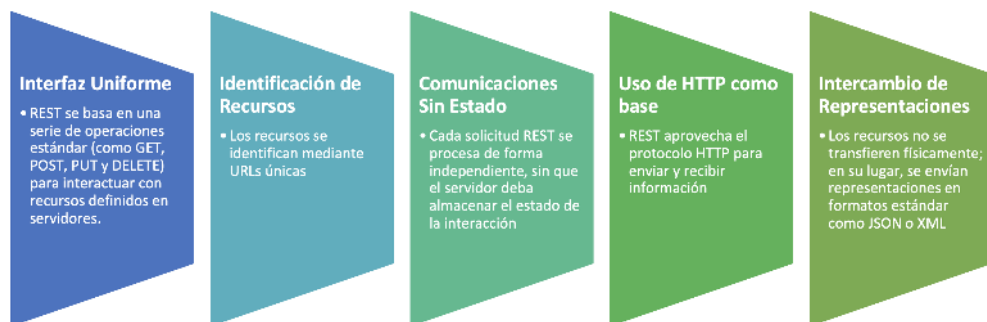 Interfaz Uniforme
• REST se basa en una
serie de operaciones
estándar (como GET,
POST, PUT y DELETE)
para interactuar con
recursos definidos en
servidores.
Identificación de
Recursos
• Los recursos se
identifican mediante
URLs únicas
Comunicaciones
Sin Estado
• Cada solicitud REST se
procesa de forma
independiente, sin que
el servidor deba
almacenar el estado de
la interacción
Uso de HTTP como
base
• REST aprovecha el
protocolo HTTP para
enviar y recibir
información
Intercambio de
Representaciones
• Los recursos no se
transfieren físicamente;
en su lugar, se envían
representaciones en
formatos estándar
como JSON o XML